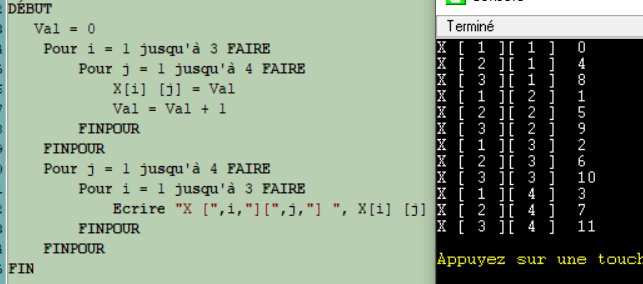 DÉBUT
Val = 0
Pour i = 1 jusqu'à 3 FAIRE
Pour j = 1 jusqu'à 4 FAIRE
X[i] [j] = Val
Val = Val + 1
FINPOUR
FINPOUR
Pour j = 1 jusqu'à 4 FAIRE
Pour i = 1 jusqu'à 3 FAIRE
Ecrire "X [",i,"][",j,"] ", X[i] [j]
FINPOUR
FINPOUR
FIN
Terminé
X [ 1 ][ 1 ] 0
X [ 2 ][ 1 ] 4
X [ 3 ][ 1 ] 8
X [ 1 ][ 2 ] 1
X [ 2 ][ 2 ] 5
X [ 3 ][ 2 ] 9
X [ 1 ][ 3 ] 2
X [ 2 ][ 3 ] 6
X [ 3 ][ 3 ] 10
X [ 1 ][ 4 ] 3
X [ 2 ][ 4 ] 7
X [ 3 ][ 4 ] 11
Appuyez sur une touch